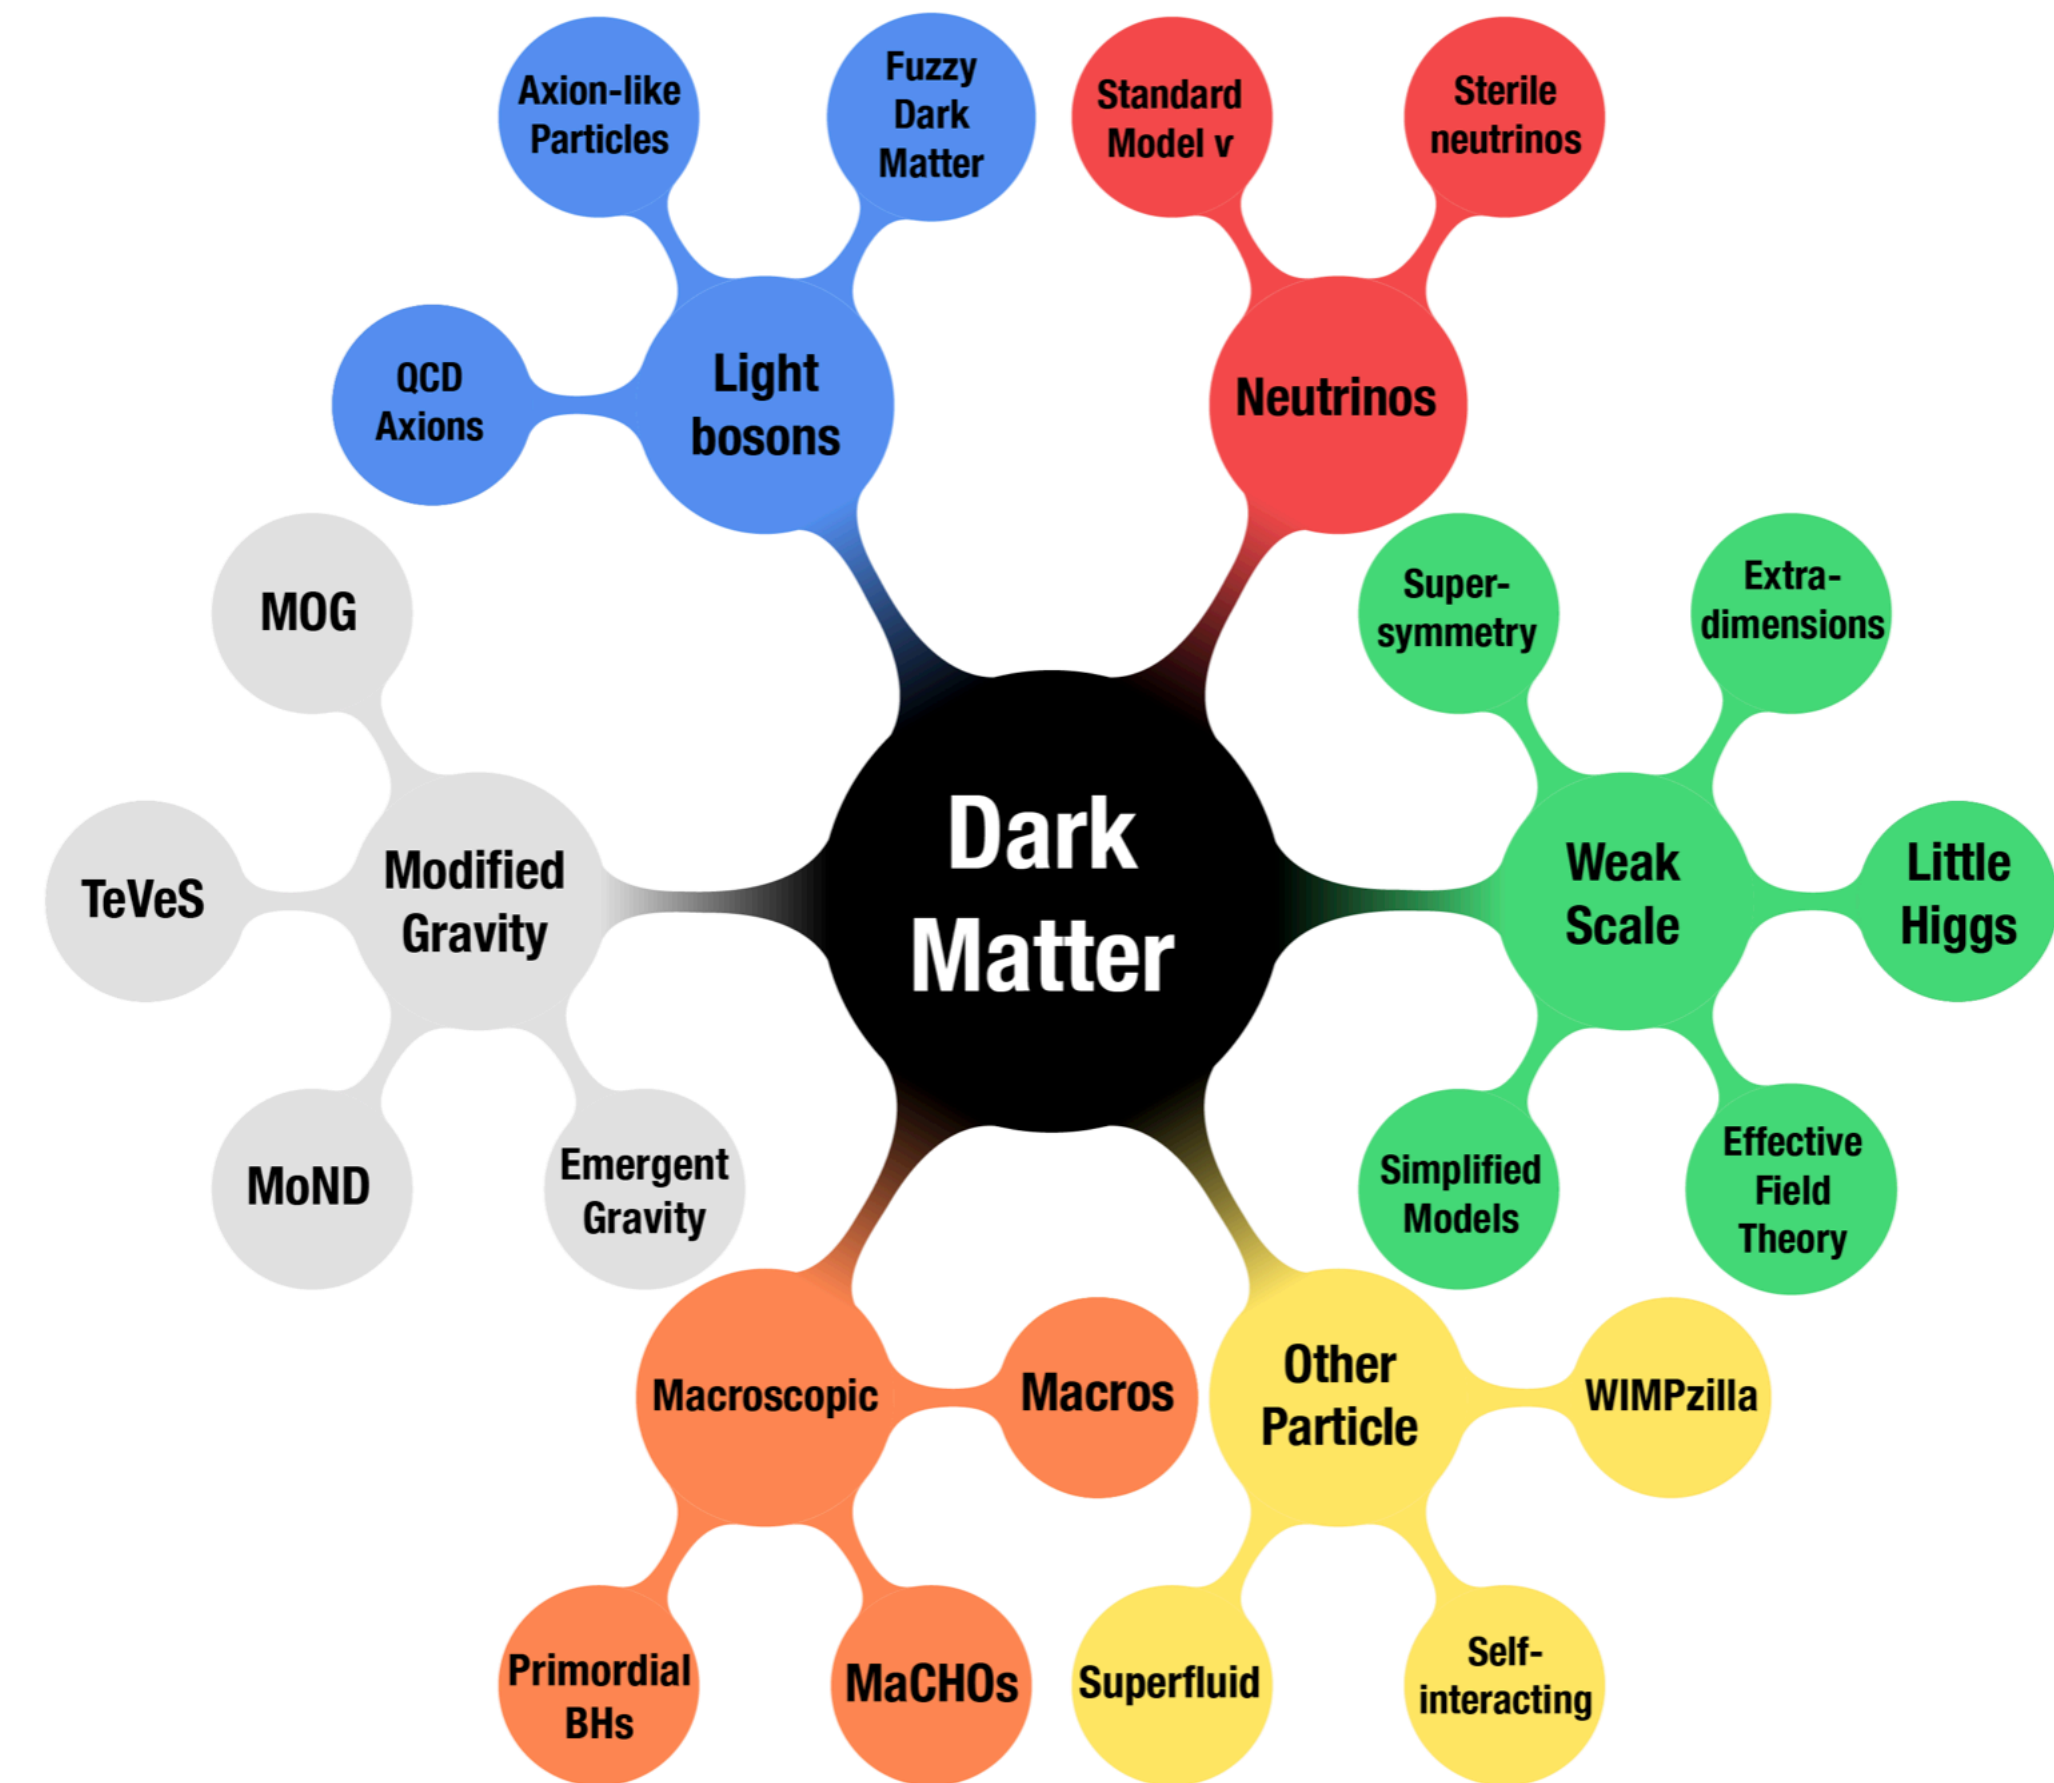 Axion-like
Particles
Fuzzy
Dark
Matter
Standard
Model ν
Sterile
neutrinos
QCD
Axions
Light
bosons
Neutrinos
MOG
Super-
symmetry
Extra-
dimensions
TeVeS
Modified
Gravity
Dark
Matter
Weak
Scale
Little
Higgs
MoND
Emergent
Gravity
Simplified
Models
Effective
Field
Theory
Macroscopic
Macros
Other
Particle
WIMPzilla
Primordial
BHs
MaCHOs
Superfluid
Self-
interacting